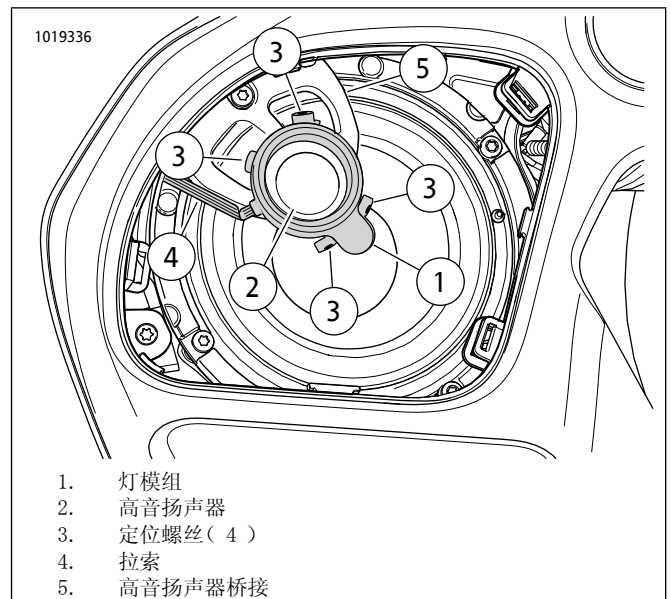 1019336
3
5
3
3
4
2
3
1
1. 灯模组
2. 高音扬声器
3. 定位螺丝( 4 )
4. 拉索
5. 高音扬声器桥接